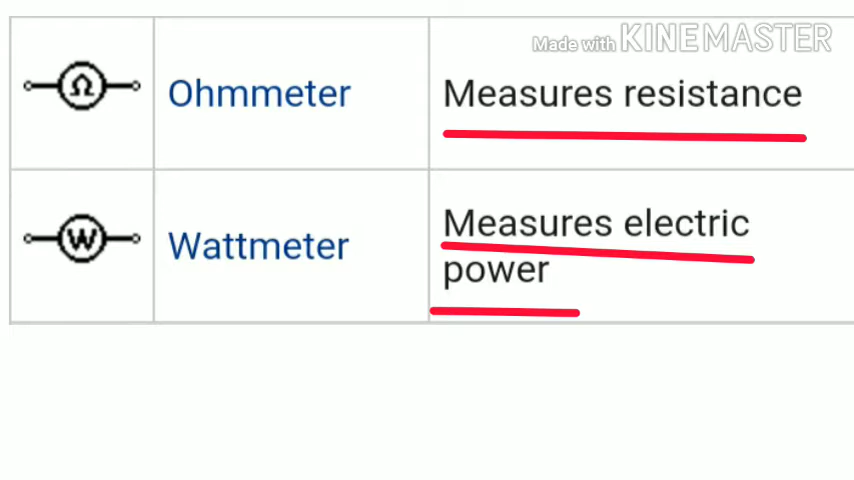 Made with KINEMASTER
Ω
Ohmmeter
Measures resistance
W
Wattmeter
Measures electric
power